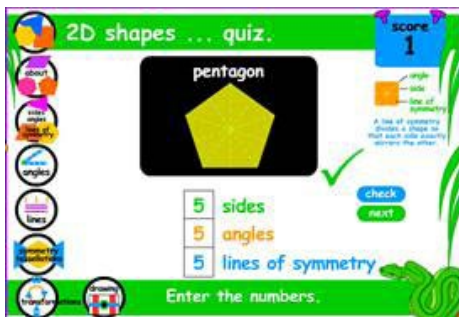 2D shapes ... quiz.
score
1
about
pentagon
angle
side
line of
symmetry
sides
angles
lines of
symmetry
A line of symmetry
divides a shape so
that each side exactly
mirrors the other.
angles
check
next
5 sides
5 angles
5 lines of symmetry
lines
symmetry
tessellations
transformations
drawing
Enter the numbers.